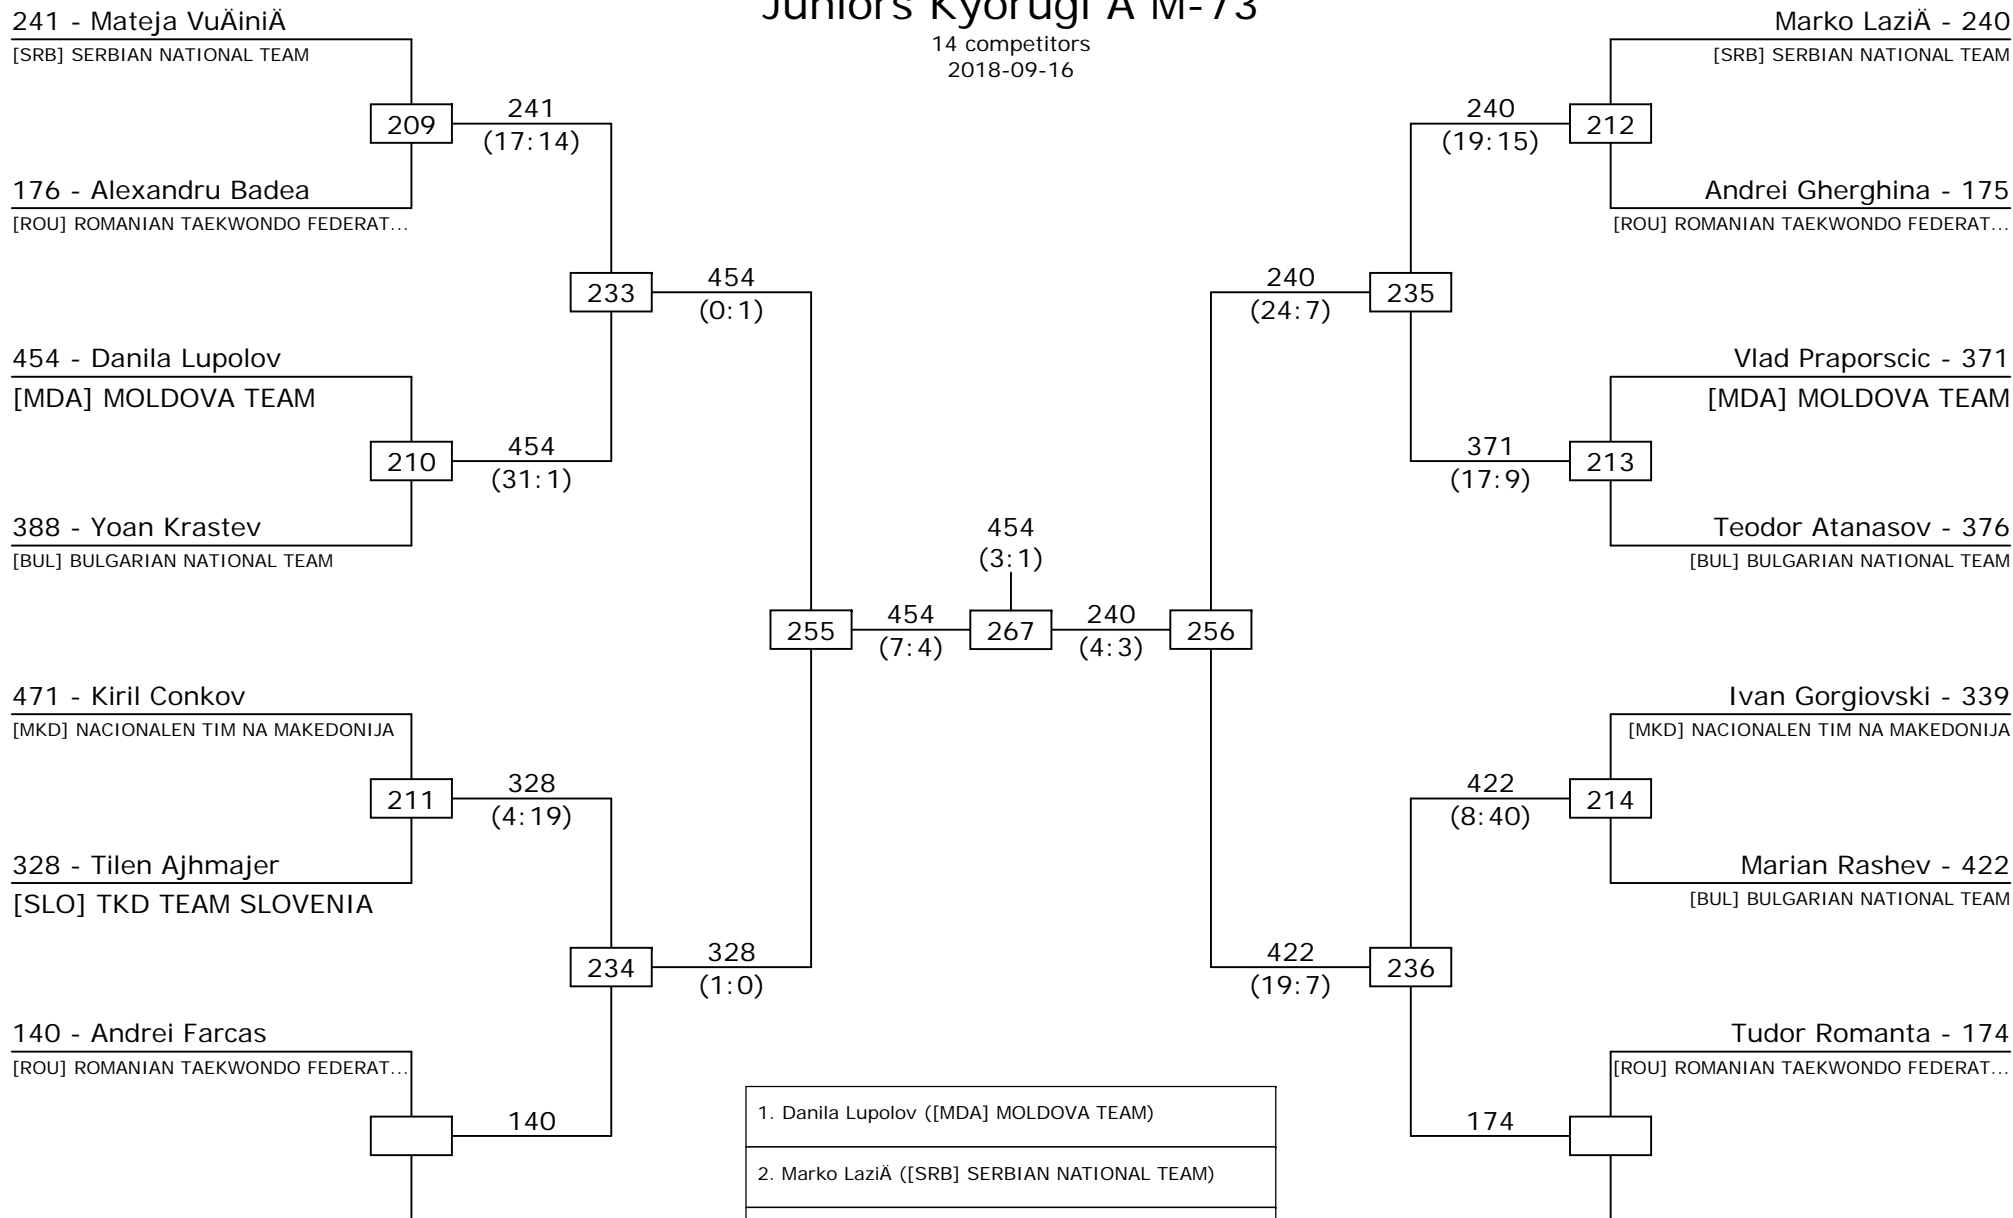 Juniors Kyorugi A M-73
14 competitors
2018-09-16
241 - Mateja VuÄiniÄ
[SRB] SERBIAN NATIONAL TEAM
209
241
(17:14)
176 - Alexandru Badea
[ROU] ROMANIAN TAEKWONDO FEDERAT...
233
454
(0:1)
454 - Danila Lupolov
[MDA] MOLDOVA TEAM
210
454
(31:1)
388 - Yoan Krastev
[BUL] BULGARIAN NATIONAL TEAM
255
454
(7:4)
471 - Kiril Conkov
[MKD] NACIONALEN TIM NA MAKEDONIJA
211
328
(4:19)
328 - Tilen Ajhmajer
[SLO] TKD TEAM SLOVENIA
234
328
(1:0)
140 - Andrei Farcas
[ROU] ROMANIAN TAEKWONDO FEDERAT...
140
454
(3:1)
267
Marko LaziÄ - 240
[SRB] SERBIAN NATIONAL TEAM
240
(19:15)
212
Andrei Gherghina - 175
[ROU] ROMANIAN TAEKWONDO FEDERAT...
240
(24:7)
235
Vlad Praporscic - 371
[MDA] MOLDOVA TEAM
371
(17:9)
213
Teodor Atanasov - 376
[BUL] BULGARIAN NATIONAL TEAM
240
(4:3)
256
Ivan Gorgiovski - 339
[MKD] NACIONALEN TIM NA MAKEDONIJA
422
(8:40)
214
Marian Rashev - 422
[BUL] BULGARIAN NATIONAL TEAM
422
(19:7)
236
Tudor Romanta - 174
[ROU] ROMANIAN TAEKWONDO FEDERAT...
174
1. Danila Lupolov ([MDA] MOLDOVA TEAM)
2. Marko LaziÄ ([SRB] SERBIAN NATIONAL TEAM)